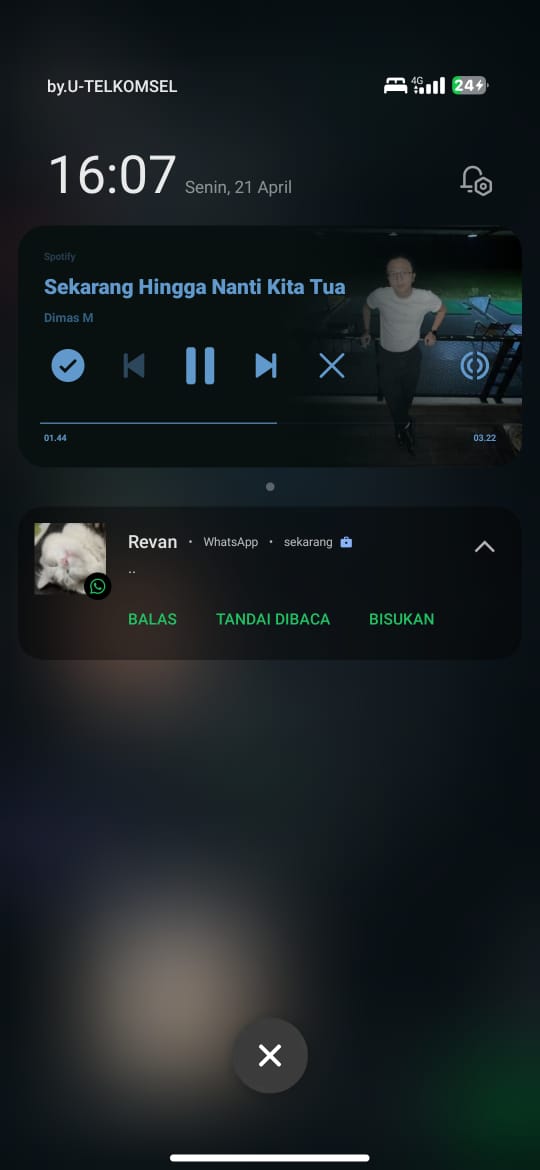 by.U-TELKOMSEL
4G
24
16:07 Senin, 21 April
Spotify
Sekarang Hingga Nanti Kita Tua
Dimas M
01.44 03.22
Revan • WhatsApp • sekarang
..
BALAS TANDAI DIBACA BISUKAN